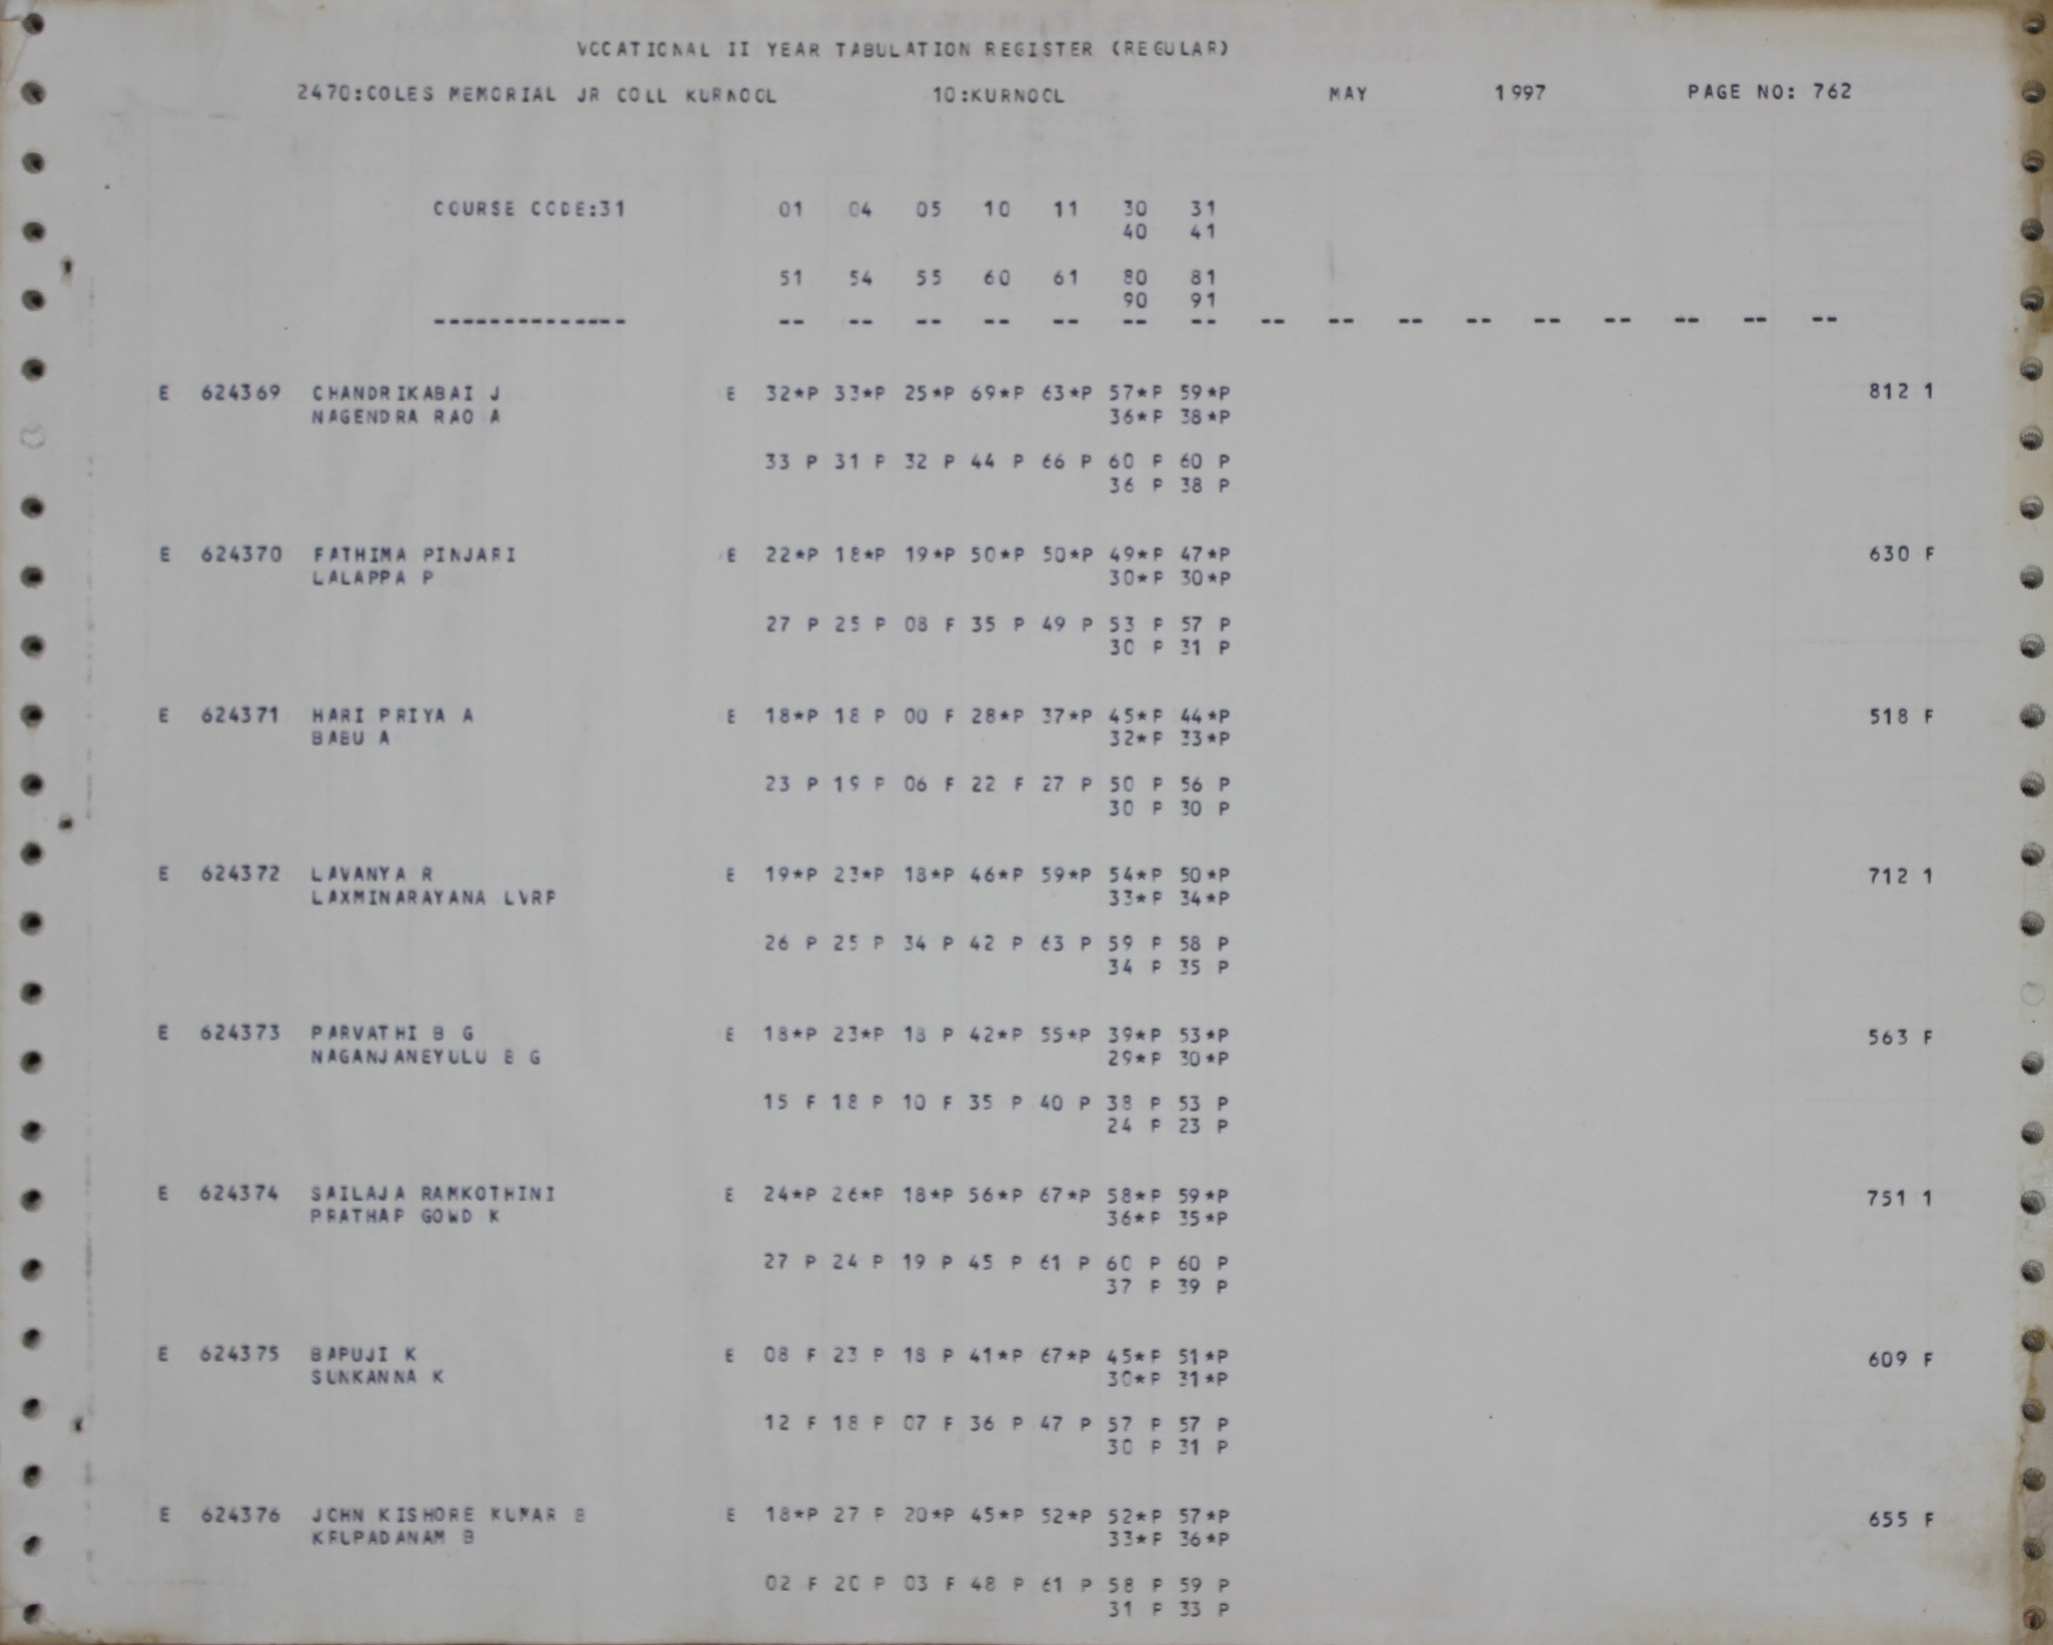 VOCATIONAL II YEAR TABULATION REGISTER (REGULAR)
2470:COLES MEMORIAL JR COLL KURNOOL 10:KURNOOL MAY 1997 PAGE NO: 762
COURSE CODE:31 01 04 05 10 11 30 31
40 41
51 54 55 60 61 80 81
90 91
-------------- -- -- -- -- -- -- -- -- -- -- -- -- -- -- -- --
E 624369 CHANDRIKABAI J E 32*P 33*P 25*P 69*P 63*P 57*P 59*P 812 1
NAGENDRA RAO A 36*P 38*P
33 P 31 P 32 P 44 P 66 P 60 P 60 P
36 P 38 P
E 624370 FATHIMA PINJARI E 22*P 18*P 19*P 50*P 50*P 49*P 47*P 630 F
LALAPPA P 30*P 30*P
27 P 25 P 08 F 35 P 49 P 53 P 57 P
30 P 31 P
E 624371 HARI PRIYA A E 18*P 18 P 00 F 28*P 37*P 45*P 44*P 518 F
BABU A 32*P 33*P
23 P 19 P 06 F 22 F 27 P 50 P 56 P
30 P 30 P
E 624372 LAVANYA R E 19*P 23*P 18*P 46*P 59*P 54*P 50*P 712 1
LAXMINARAYANA LVRP 33*P 34*P
26 P 25 P 34 P 42 P 63 P 59 P 58 P
34 P 35 P
E 624373 PARVATHI B G E 18*P 23*P 18 P 42*P 55*P 39*P 53*P 563 F
NAGANJANEYULU B G 29*P 30*P
15 F 18 P 10 F 35 P 40 P 38 P 53 P
24 P 23 P
E 624374 SAILAJA RAMKOTHINI E 24*P 26*P 18*P 56*P 67*P 58*P 59*P 751 1
PRATHAP GOWD K 36*P 35*P
27 P 24 P 19 P 45 P 61 P 60 P 60 P
37 P 39 P
E 624375 BAPUJI K E 08 F 23 P 18 P 41*P 67*P 45*P 51*P 609 F
SUNKANNA K 30*P 31*P
12 F 18 P 07 F 36 P 47 P 57 P 57 P
30 P 31 P
E 624376 JOHN KISHORE KUMAR B E 18*P 27 P 20*P 45*P 52*P 52*P 57*P 655 F
KRUPADANAM B 33*P 36*P
02 F 20 P 03 F 48 P 61 P 58 P 59 P
31 P 33 P